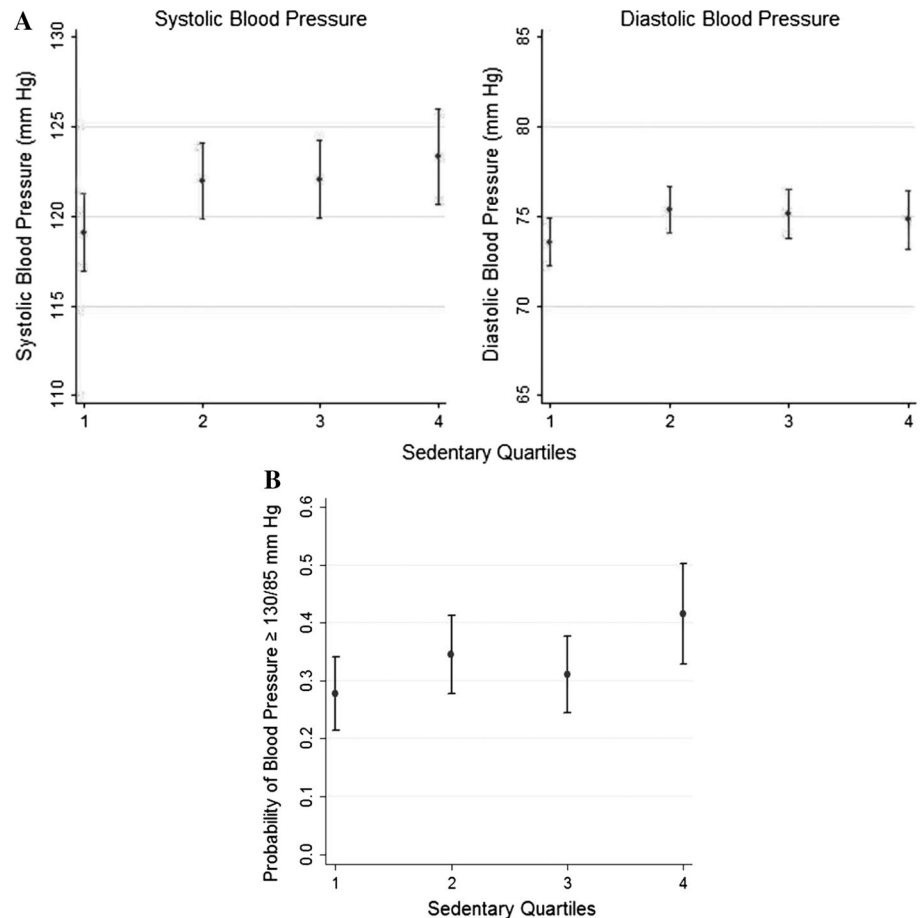 A
Systolic Blood Pressure
Diastolic Blood Pressure
Systolic Blood Pressure (mm Hg)
130
125
120
115
110
1 2 3 4
Diastolic Blood Pressure (mm Hg)
85
80
75
70
65
1 2 3 4
Sedentary Quartiles
B
Probability of Blood Pressure ≥ 130/85 mm Hg
0.6
0.5
0.4
0.3
0.2
0.1
0.0
1 2 3 4
Sedentary Quartiles